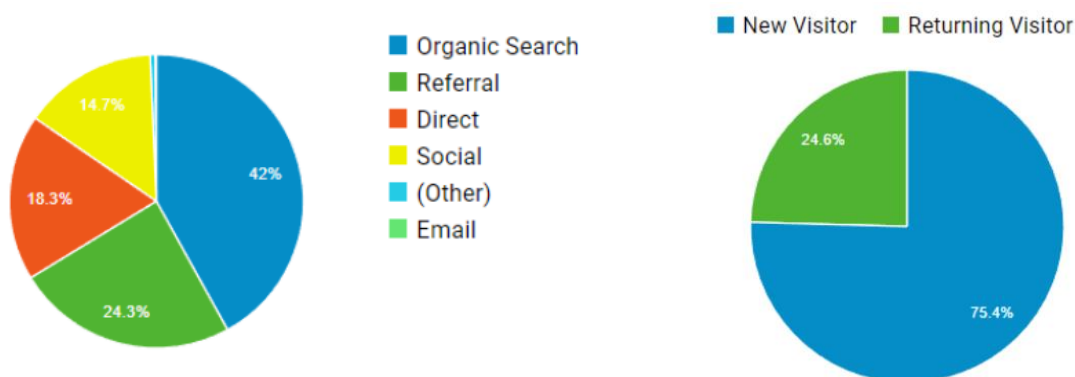 Organic Search
Referral
Direct
Social
(Other)
Email
42%
24.3%
18.3%
14.7%
New Visitor Returning Visitor
24.6%
75.4%